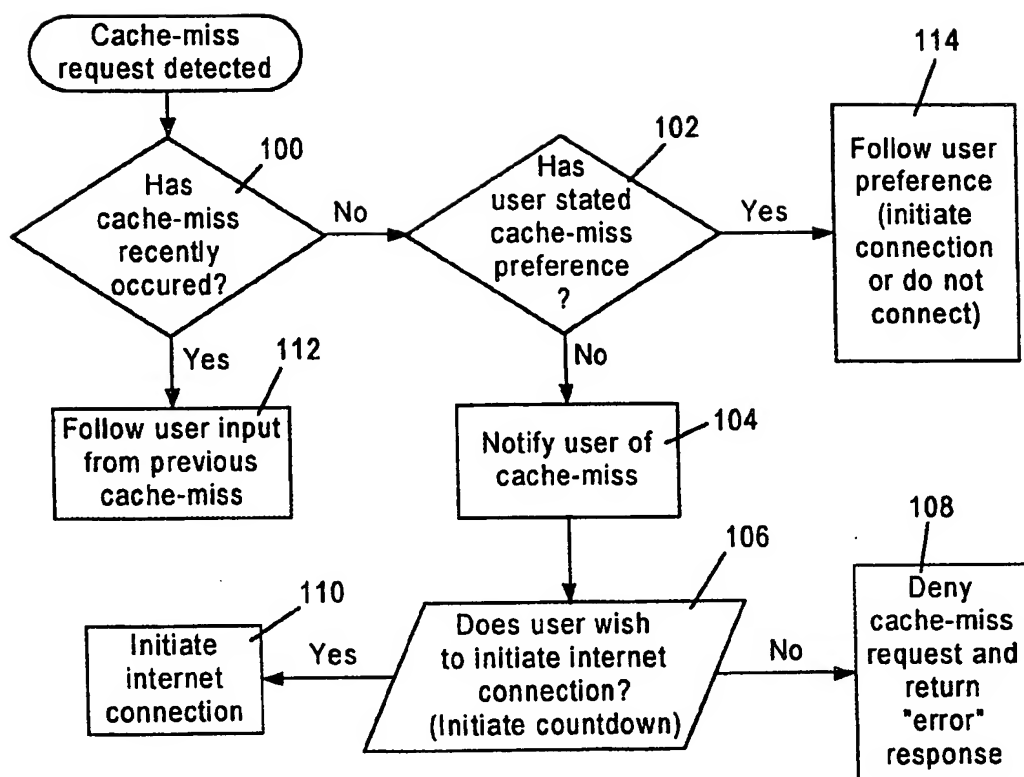 Cache-miss
request detected
100
Has
cache-miss
recently
occured?
No
Yes
112
Follow user input
from previous
cache-miss
102
Has
user stated
cache-miss
preference
?
Yes
No
114
Follow user
preference
(initiate
connection
or do not
connect)
104
Notify user of
cache-miss
106
Does user wish
to initiate internet
connection?
(Initiate countdown)
Yes
No
110
Initiate
internet
connection
108
Deny
cache-miss
request and
return
"error"
response